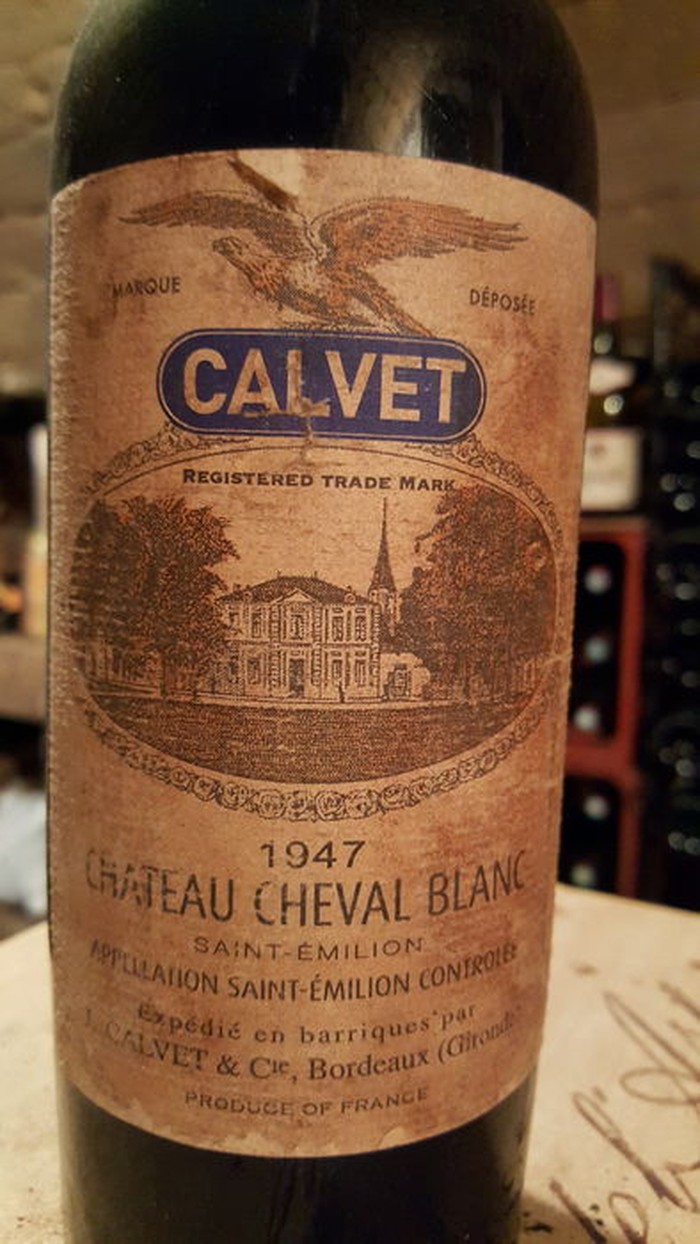 MARQUE DÉPOSÉE
CALVET
REGISTERED TRADE MARK
1947
CHATEAU CHEVAL BLANC
SAINT-ÉMILION
APPELLATION SAINT-ÉMILION CONTROLÉE
Expédié en barriques par
J. CALVET & Cie, Bordeaux (Gironde)
PRODUCE OF FRANCE